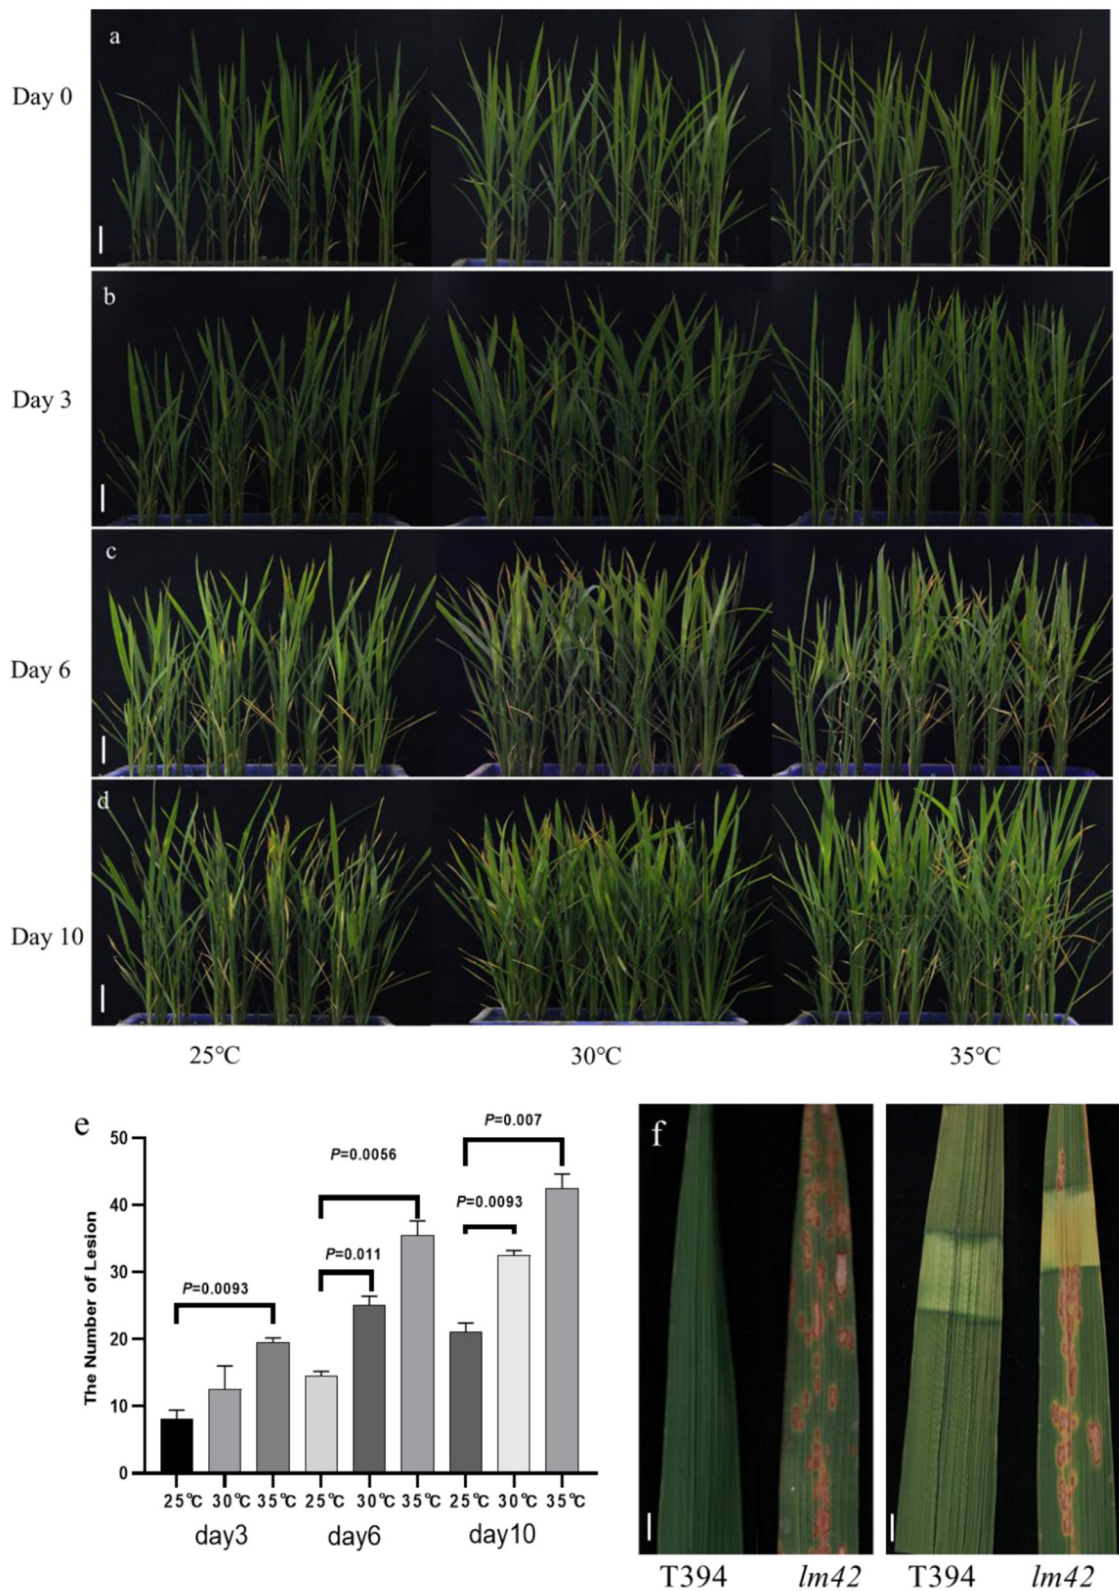 a
Day 0
b
Day 3
c
Day 6
d
Day 10
25℃ 30℃ 35℃
e
The Number of Lesion
50
40
30
20
10
0
P=0.0093
P=0.0056
P=0.011
P=0.007
P=0.0093
25℃ 30℃ 35℃ 25℃ 30℃ 35℃ 25℃ 30℃ 35℃
day3 day6 day10
f
T394 lm42 T394 lm42